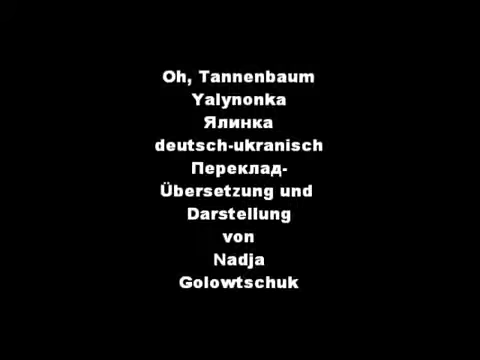 Oh, Tannenbaum
Yalynonka
Ялинка
deutsch-ukranisch
Переклад-
Übersetzung und
Darstellung
von
Nadja
Golowtschuk